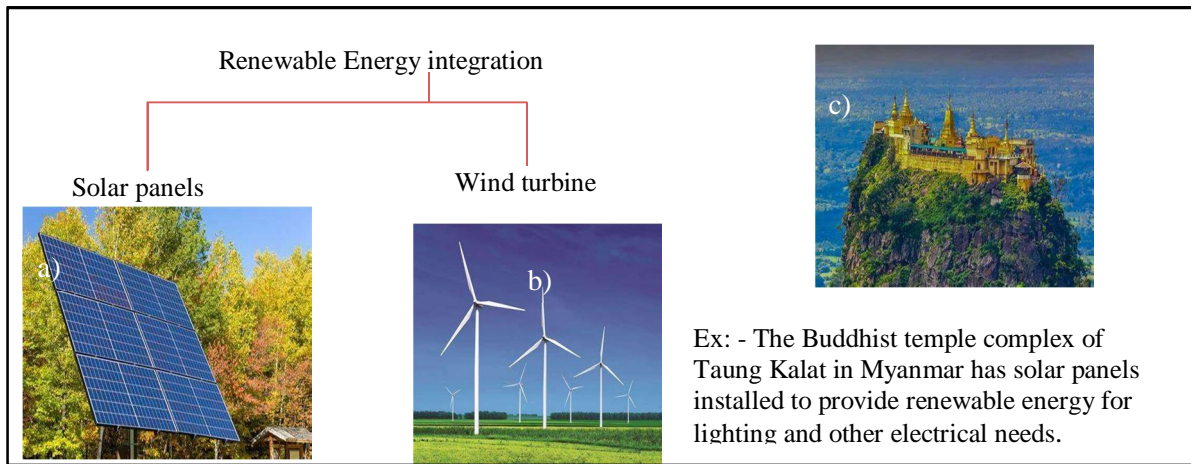 Renewable Energy integration
Solar panels
Wind turbine
a)
b)
c)
Ex: - The Buddhist temple complex of
Taung Kalat in Myanmar has solar panels
installed to provide renewable energy for
lighting and other electrical needs.